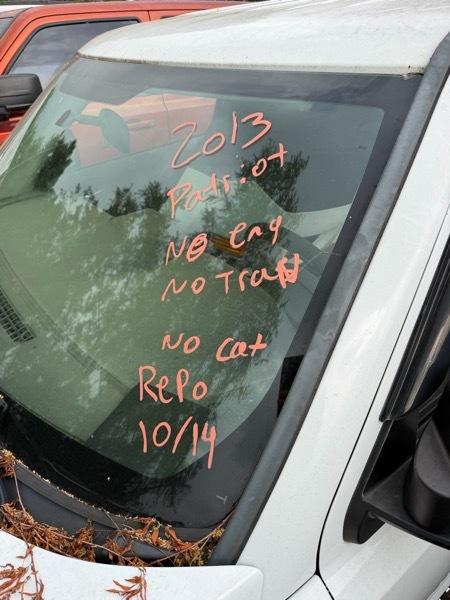 2013
Patriot
No eng
No Trans
No cat
Repo
10/14